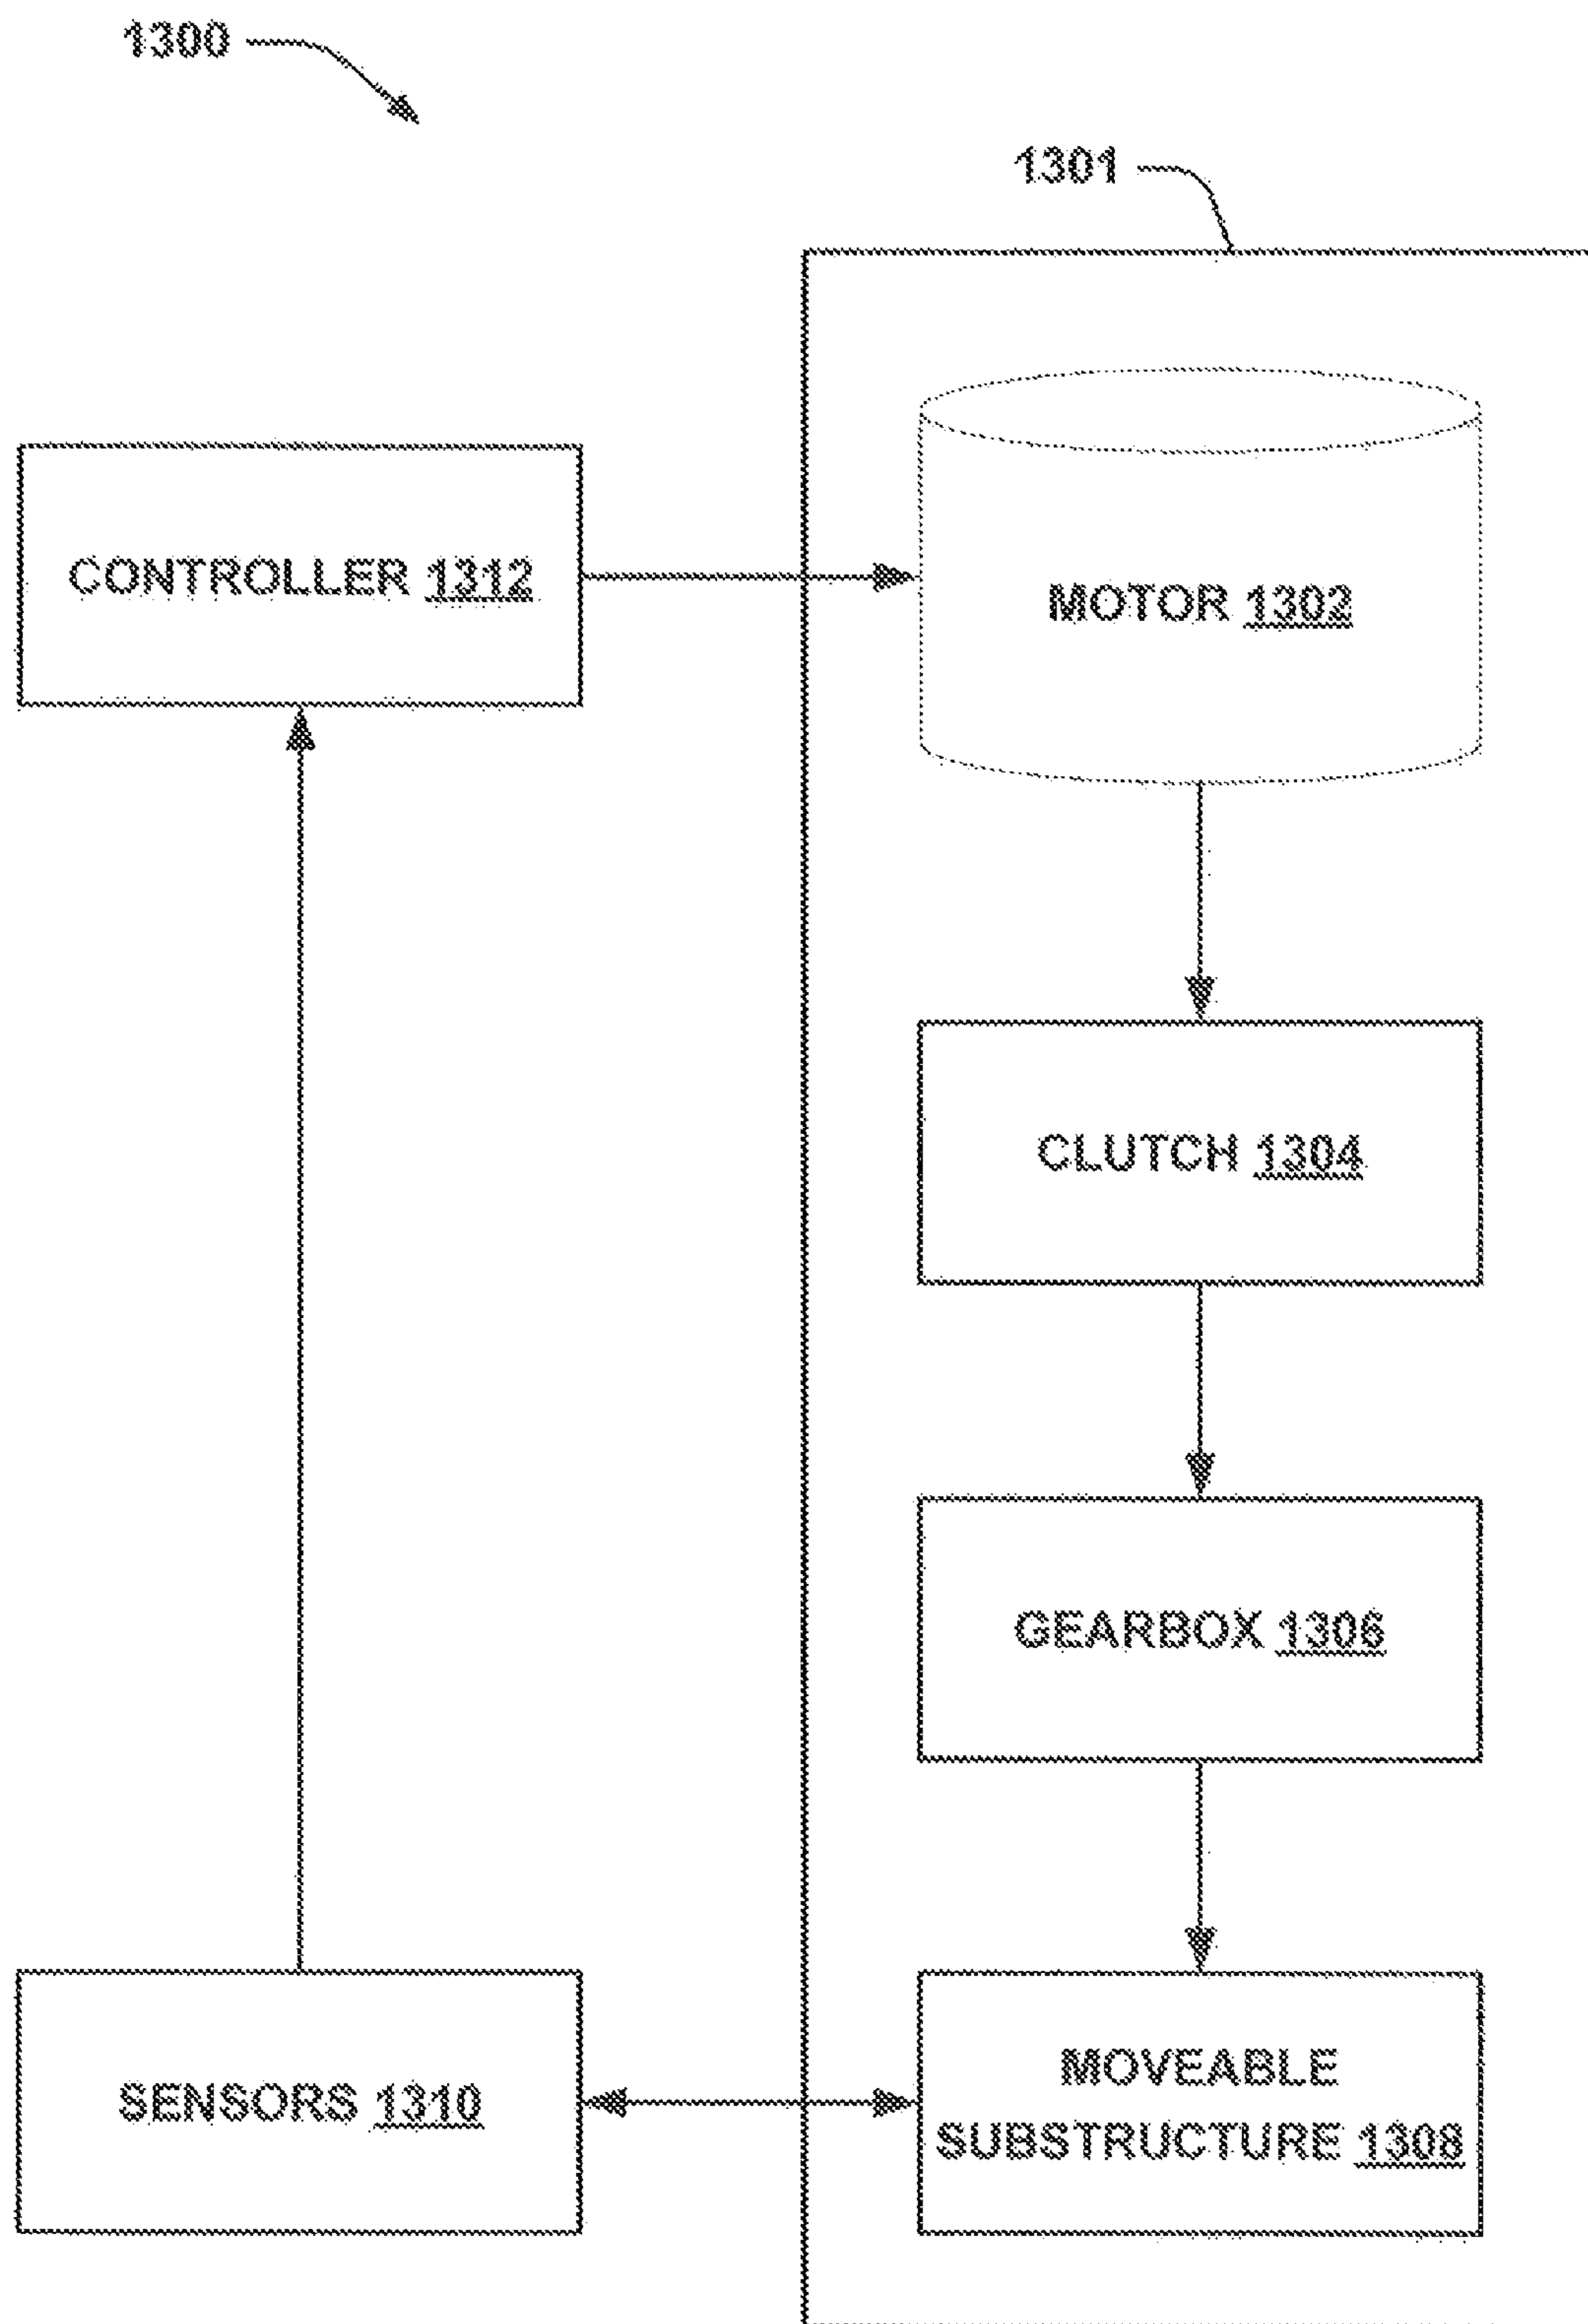 1300
1301
CONTROLLER 1312
MOTOR 1302
CLUTCH 1304
GEARBOX 1306
SENSORS 1310
MOVEABLE
SUBSTRUCTURE 1308